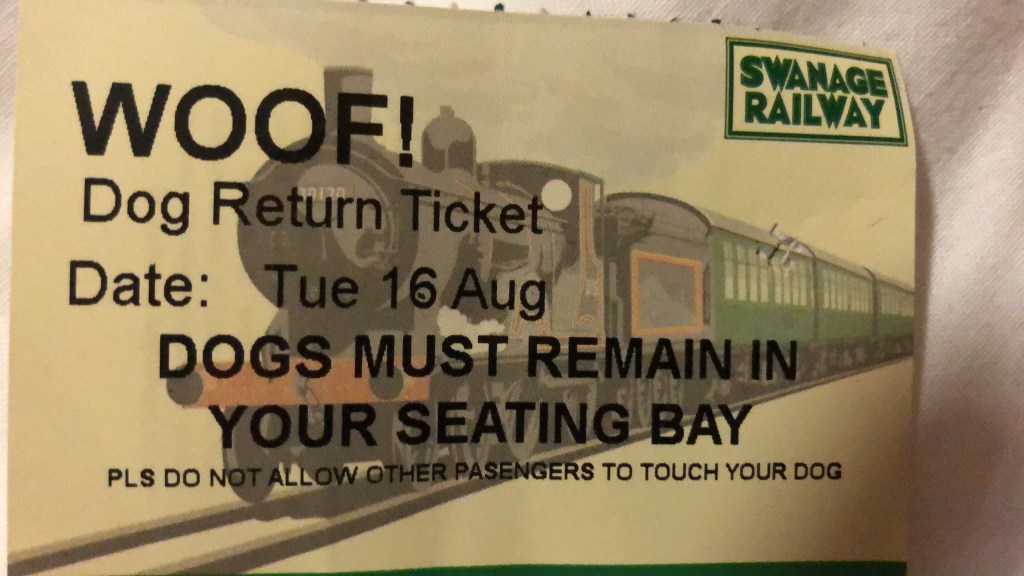 SWANAGE
RAILWAY
WOOF!
Dog Return Ticket
Date: Tue 16 Aug
DOGS MUST REMAIN IN
YOUR SEATING BAY
PLS DO NOT ALLOW OTHER PASENGERS TO TOUCH YOUR DOG